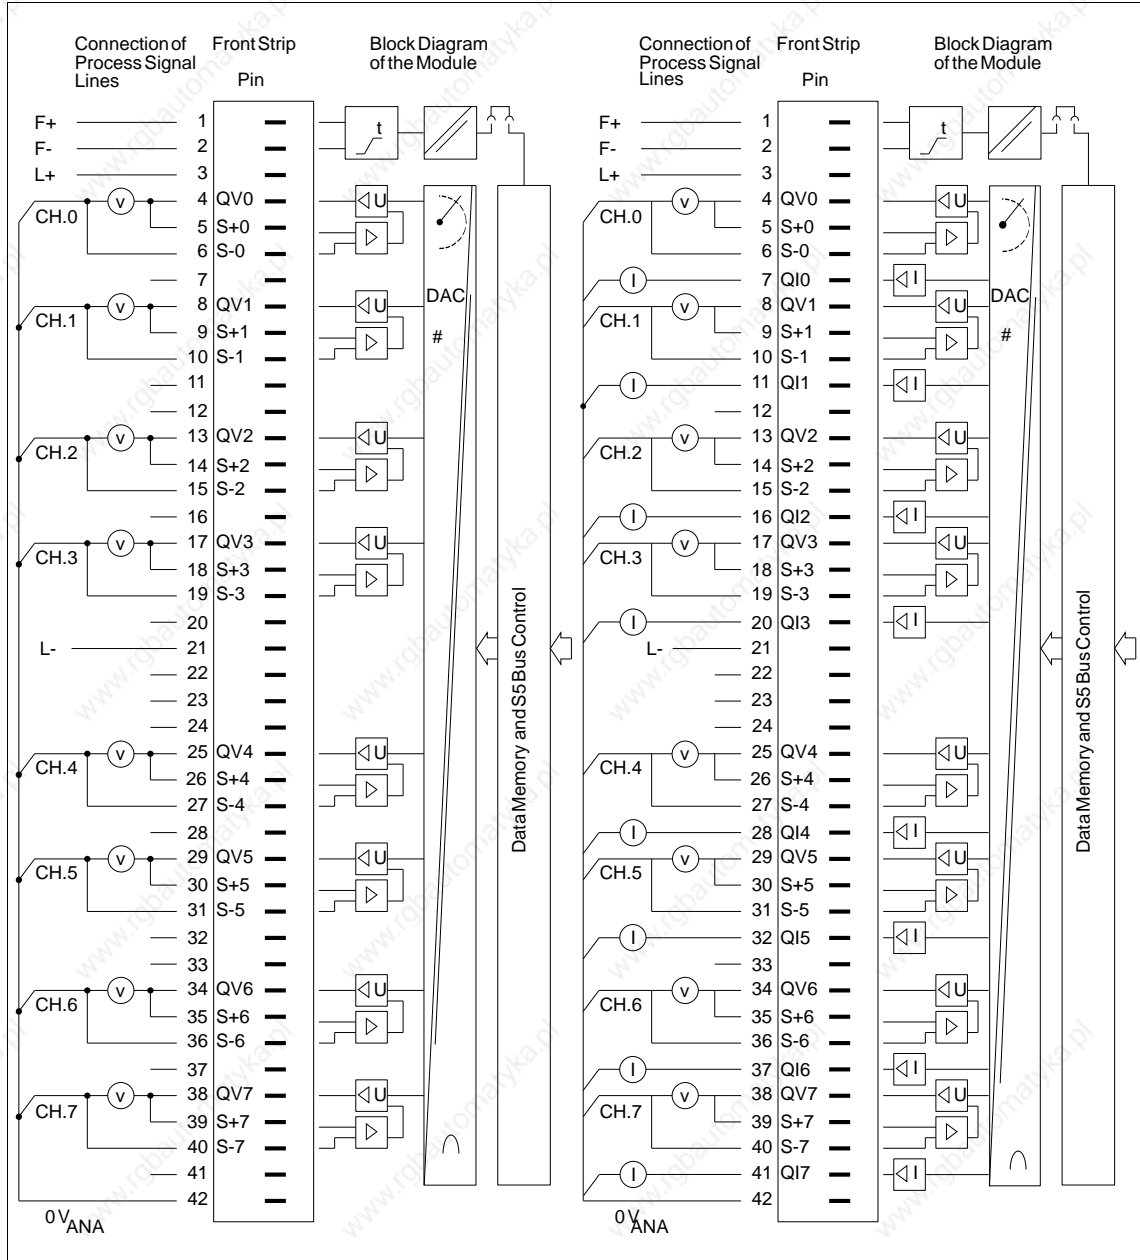 Connection of Process Signal Lines
Front Strip
Pin
Block Diagram of the Module
F+ 1
F- 2
L+ 3
CH.0 v 4 QV0 U
5 S+0
6 S-0
7
CH.1 v 8 QV1 U
9 S+1
10 S-1
11
12
CH.2 v 13 QV2 U
14 S+2
15 S-2
16
CH.3 v 17 QV3 U
18 S+3
19 S-3
20
L- 21
22
23
24
CH.4 v 25 QV4 U
26 S+4
27 S-4
28
CH.5 v 29 QV5 U
30 S+5
31 S-5
32
33
CH.6 v 34 QV6 U
35 S+6
36 S-6
37
CH.7 v 38 QV7 U
39 S+7
40 S-7
41
42
0 V ANA
t
DAC
#
Data Memory and S5 Bus Control
Connection of Process Signal Lines
Front Strip
Pin
Block Diagram of the Module
F+ 1
F- 2
L+ 3
CH.0 v 4 QV0 U
5 S+0
6 S-0
I 7 QI0 I
CH.1 v 8 QV1 U
9 S+1
10 S-1
I 11 QI1 I
12
CH.2 v 13 QV2 U
14 S+2
15 S-2
I 16 QI2 I
CH.3 v 17 QV3 U
18 S+3
19 S-3
I 20 QI3 I
L- 21
22
23
24
CH.4 v 25 QV4 U
26 S+4
27 S-4
I 28 QI4 I
CH.5 v 29 QV5 U
30 S+5
31 S-5
I 32 QI5 I
33
CH.6 v 34 QV6 U
35 S+6
36 S-6
I 37 QI6 I
CH.7 v 38 QV7 U
39 S+7
40 S-7
I 41 QI7 I
42
0 V ANA
t
DAC
#
Data Memory and S5 Bus Control
www.rgbautomatyka.pl